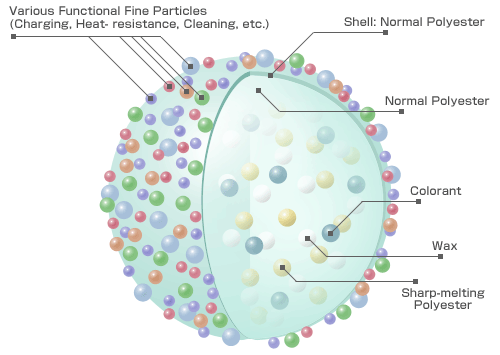 Various Functional Fine Particles
(Charging, Heat- resistance, Cleaning, etc.)
Shell: Normal Polyester
Normal Polyester
Colorant
Wax
Sharp-melting
Polyester